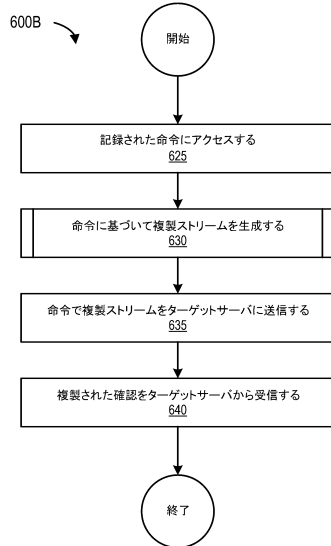 600B
開始
記録された命令にアクセスする
625
命令に基づいて複製ストリームを生成する
630
命令で複製ストリームをターゲットサーバに送信する
635
複製された確認をターゲットサーバから受信する
640
終了